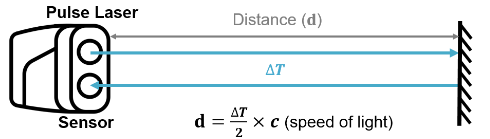 Pulse Laser
Distance (d)
ΔT
Sensor
d = ΔT/2 × c (speed of light)